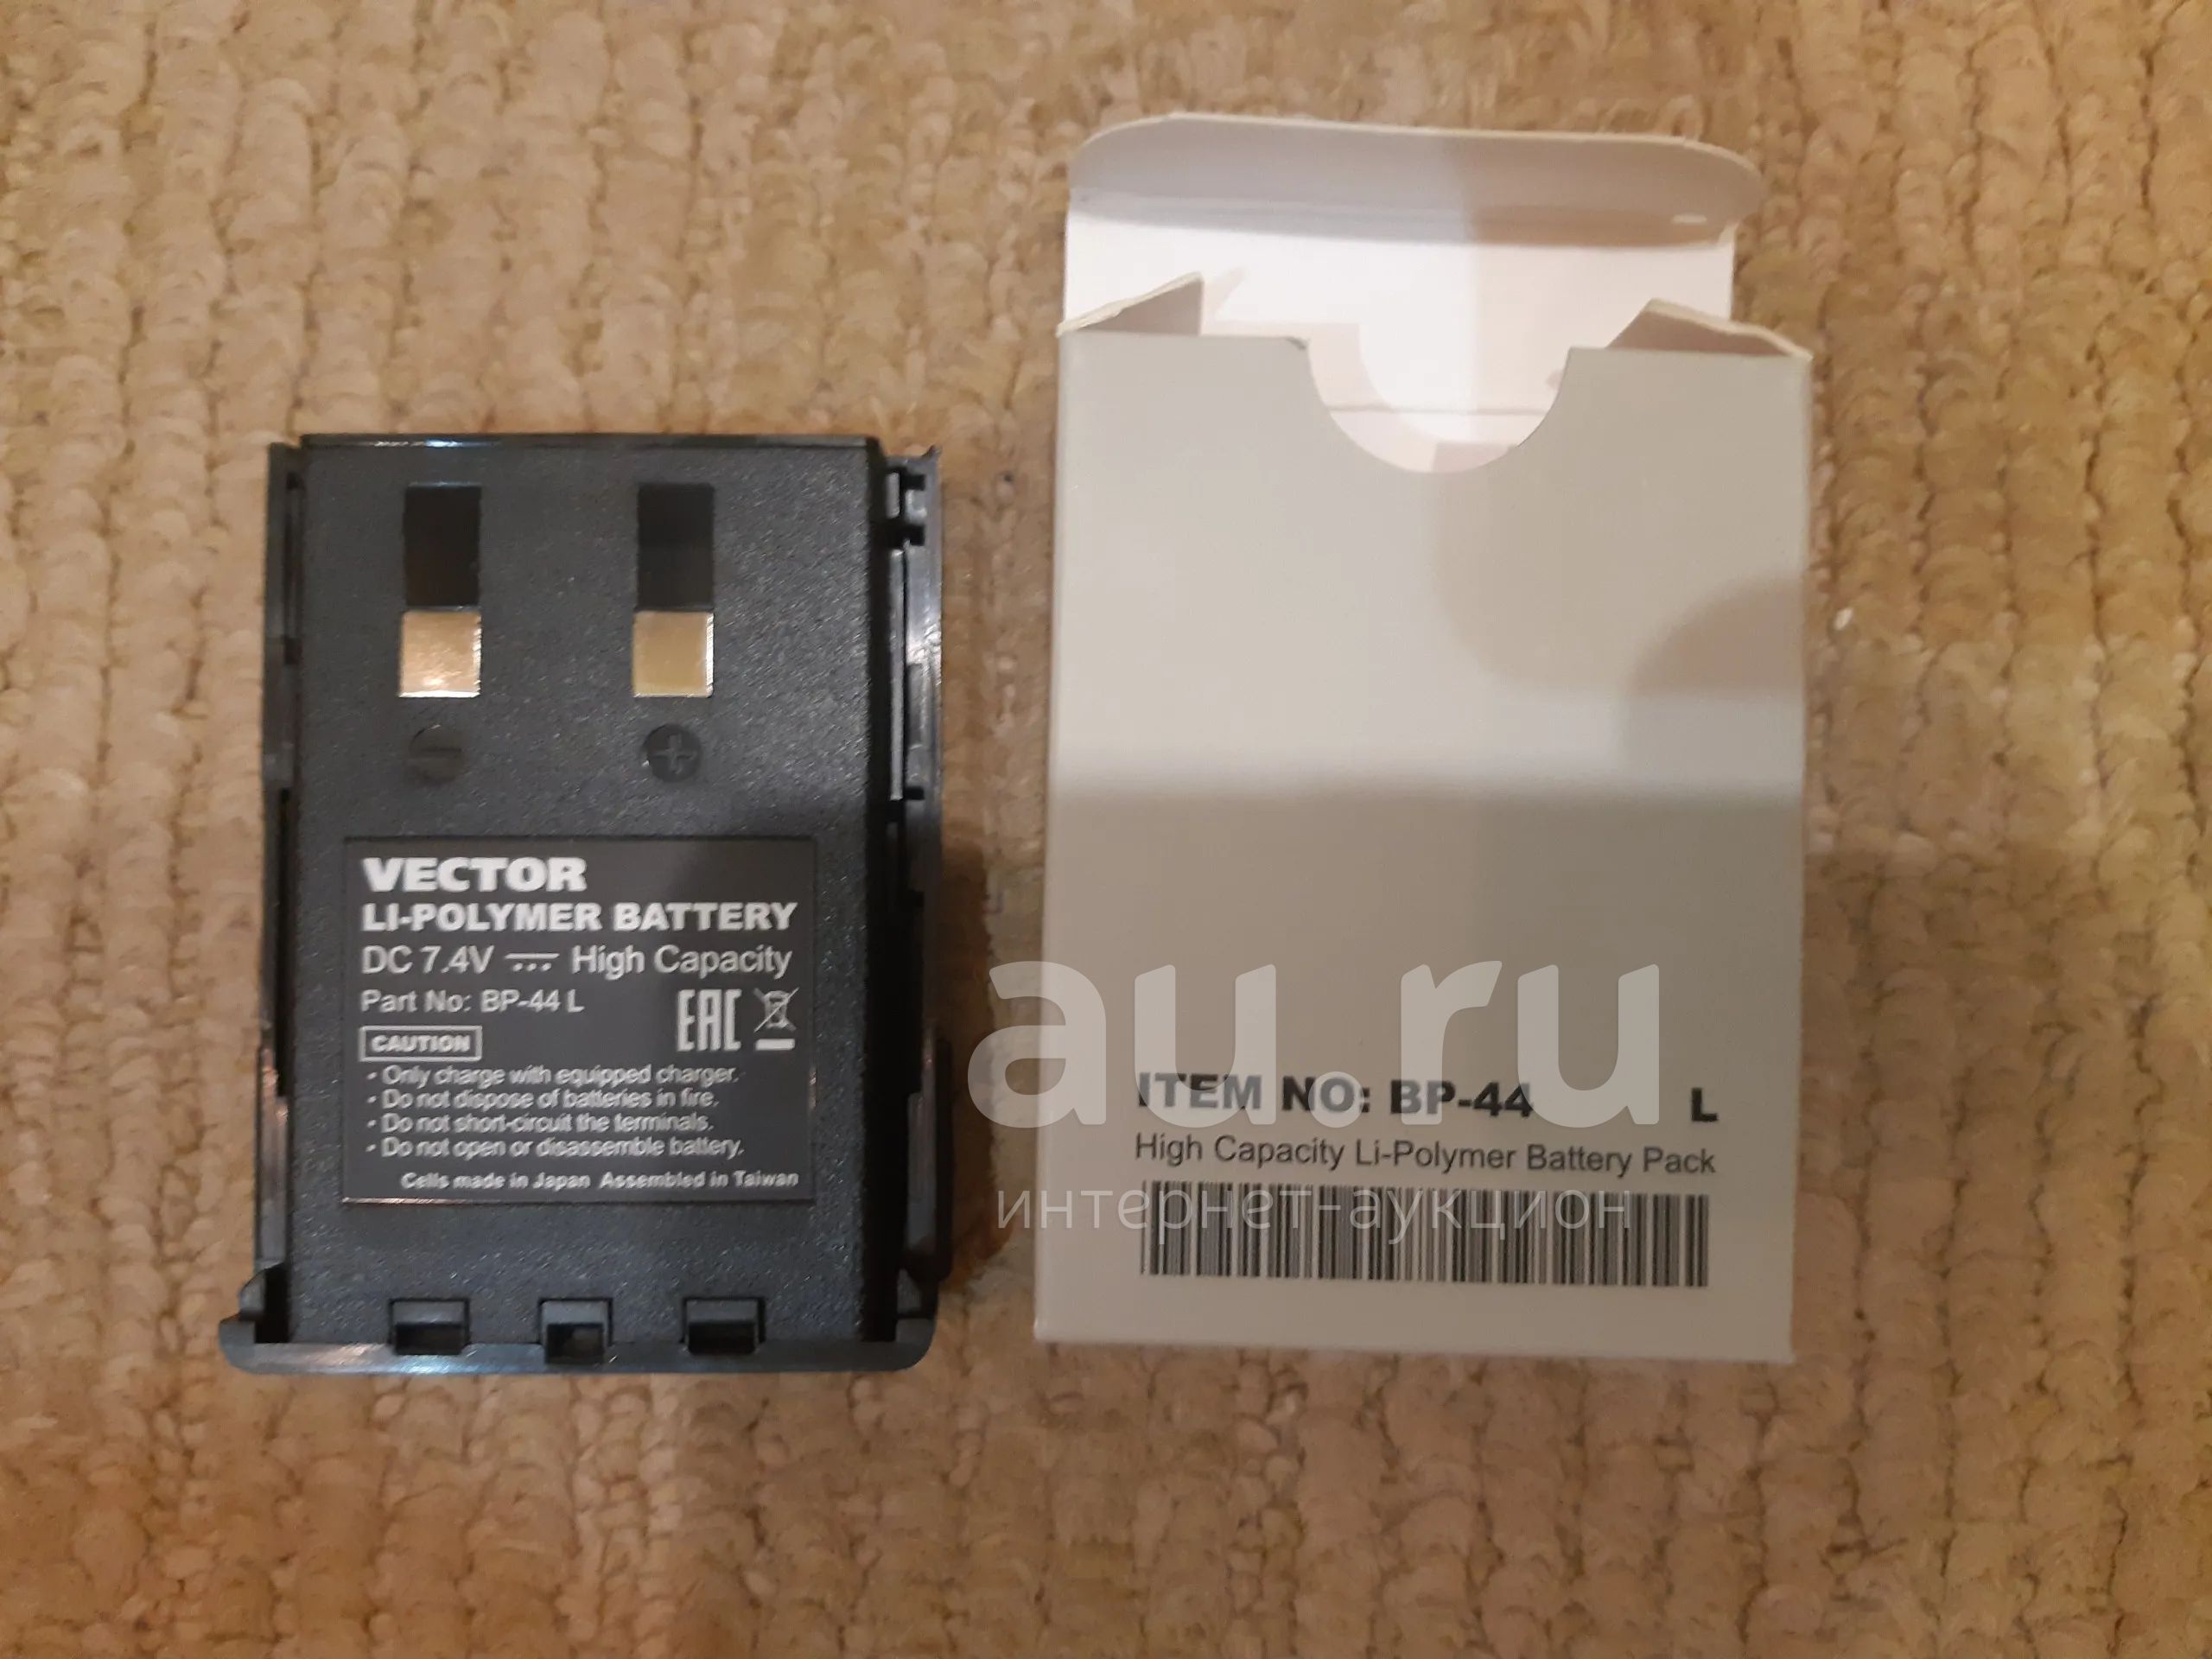 VECTOR
LI-POLYMER BATTERY
DC 7.4V High Capacity
Part No: BP-44 L
EAC
CAUTION
• Only charge with equipped charger.
• Do not dispose of batteries in fire.
• Do not short-circuit the terminals.
• Do not open or disassemble battery.
Cells made in Japan Assembled in Taiwan
au.ru
ITEM NO: BP-44 L
High Capacity Li-Polymer Battery Pack
интернет-аукцион